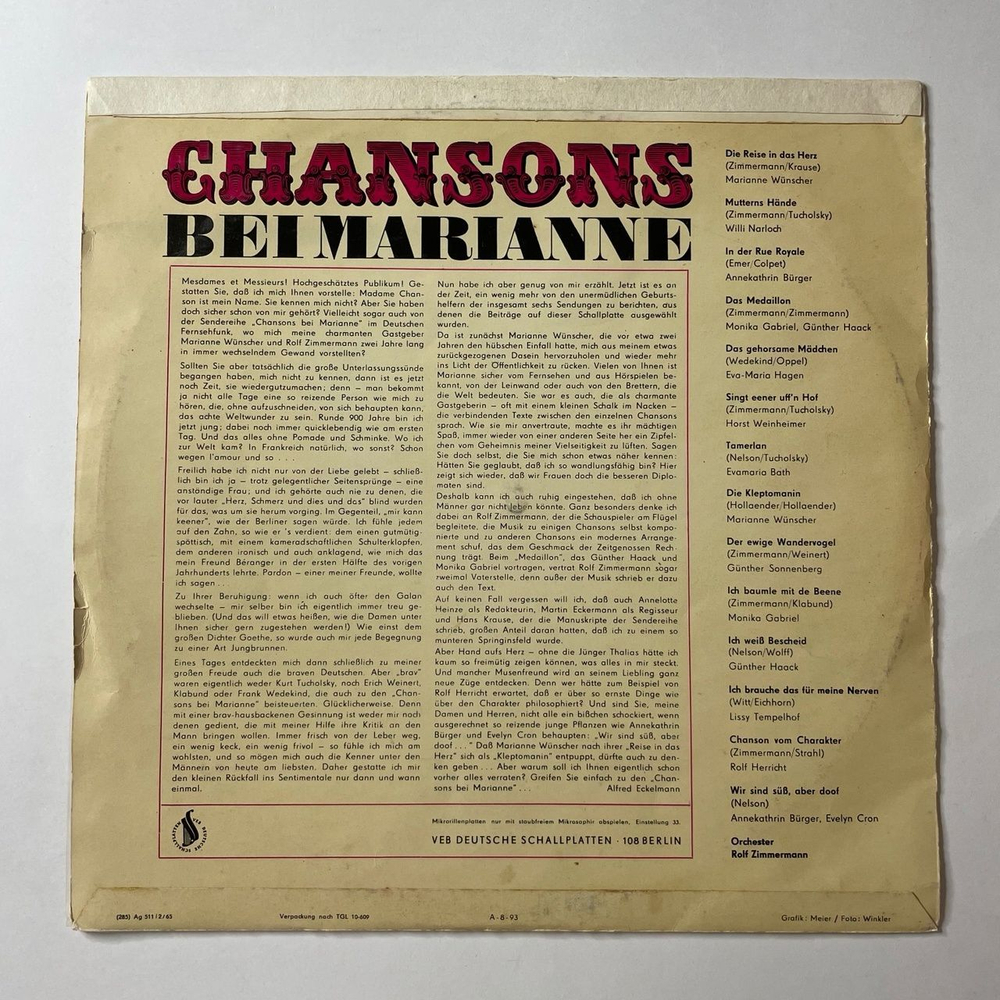 CHANSONS
BEI MARIANNE
Mesdames et Messieurs! Hochgeschätztes Publikum! Ge-
statten Sie, daß ich mich Ihnen vorstelle: Madame Chan-
son ist mein Name. Sie kennen mich nicht? Aber Sie haben
doch sicher schon von mir gehört? Vielleicht sogar auch von
der Sendereihe „Chansons bei Marianne" im Deutschen
Fernsehfunk, wo mich meine charmanten Gastgeber
Marianne Wünscher und Rolf Zimmermann zwei Jahre lang
in immer wechselndem Gewand vorstellten?
Sollten Sie aber tatsächlich die große Unterlassungssünde
begangen haben, mich nicht zu kennen, dann ist es jetzt
noch Zeit, sie wiedergutzumachen; denn – man bekommt
ja nicht alle Tage eine so reizende Person wie mich zu
hören, die, ohne aufzuschneiden, von sich behaupten kann,
das achte Weltwunder zu sein. Runde 900 Jahre bin ich
jetzt jung; dabei noch immer quicklebendig wie am ersten
Tag. Und das alles ohne Pomade und Schminke. Wo ich
zur Welt kam? In Frankreich natürlich, wo sonst? Schon
wegen l'amour und so . . .
Freilich habe ich nicht nur von der Liebe gelebt – schließ-
lich bin ich ja – trotz gelegentlicher Seitensprünge – eine
anständige Frau; und ich gehörte auch nie zu denen, die
vor lauter „Herz, Schmerz und dies und das" blind wurden
für das, was um sie herum vorging. Im Gegenteil, „mir kann
keener", wie der Berliner sagen würde. Ich fühle jedem
auf den Zahn, so wie er 's verdient: dem einen gutmütig-
spöttisch, mit einem kameradschaftlichen Schulterklopfen,
dem anderen ironisch und auch anklagend, wie mich das
mein Freund Béranger in der ersten Hälfte des vorigen
Jahrhunderts lehrte. Pardon – einer meiner Freunde, wollte
ich sagen . . .
Zu Ihrer Beruhigung: wenn ich auch öfter den Galan
wechselte – mir selber bin ich eigentlich immer treu ge-
blieben. (Und das will etwas heißen, wie die Damen unter
Ihnen sicher gern zugestehen werden!) Wie einst dem
großen Dichter Goethe, so wurde auch mir jede Begegnung
zu einer Art Jungbrunnen.
Eines Tages entdeckten mich dann schließlich zu meiner
großen Freude auch die braven Deutschen. Aber „brav"
waren eigentlich weder Kurt Tucholsky, noch Erich Weinert,
Klabund oder Frank Wedekind, die auch zu den „Chan-
sons bei Marianne" beisteuerten. Glücklicherweise. Denn
mit einer brav-hausbackenen Gesinnung ist weder mir noch
denen gedient, die mit meiner Hilfe ihre Kritik an den
Mann bringen wollen. Immer frisch von der Leber weg,
ein wenig keck, ein wenig frivol – so fühle ich mich am
wohlsten, und so mögen mich auch die Kenner unter den
Männern von heute am liebsten. Daher gestatte ich mir
den kleinen Rückfall ins Sentimentale nur dann und wann
einmal.
Nun habe ich aber genug von mir erzählt. Jetzt ist es an
der Zeit, ein wenig mehr von den unermüdlichen Geburts-
helfern der insgesamt sechs Sendungen zu berichten, aus
denen die Beiträge auf dieser Schallplatte ausgewählt
wurden.
Da ist zunächst Marianne Wünscher, die vor etwa zwei
Jahren den hübschen Einfall hatte, mich aus meinem etwas
zurückgezogenen Dasein hervorzuholen und wieder mehr
ins Licht der Öffentlichkeit zu rücken. Vielen von Ihnen ist
Marianne sicher vom Fernsehen und aus Hörspielen be-
kannt, von der Leinwand oder auch von den Brettern, die
die Welt bedeuten. Sie war es auch, die als charmante
Gastgeberin – oft mit einem kleinen Schalk im Nacken –
die verbindenden Texte zwischen den einzelnen Chansons
sprach. Wie sie mir anvertraute, machte es ihr mächtigen
Spaß, immer wieder von einer anderen Seite her ein Zipfel-
chen vom Geheimnis meiner Vielseitigkeit zu lüften. Sagen
Sie doch selbst, die Sie mich schon etwas näher kennen:
Hätten Sie geglaubt, daß ich so wandlungsfähig bin? Hier
zeigt sich wieder, daß wir Frauen doch die besseren Diplo-
maten sind.
Deshalb kann ich auch ruhig eingestehen, daß ich ohne
Männer gar nicht leben könnte. Ganz besonders denke ich
dabei an Rolf Zimmermann, der die Schauspieler am Flügel
begleitete, die Musik zu einigen Chansons selbst kompo-
nierte und zu anderen Chansons ein modernes Arrange-
ment schuf, das dem Geschmack der Zeitgenossen Rech-
nung trägt. Beim „Medaillon", das Günther Haack und
Monika Gabriel vortragen, vertrat Rolf Zimmermann sogar
zweimal Vaterstelle, denn außer der Musik schrieb er dazu
auch den Text.
Auf keinen Fall vergessen will ich, daß auch Annelotte
Heinze als Redakteurin, Martin Eckermann als Regisseur
und Hans Krause, der die Manuskripte der Sendereihe
schrieb, großen Anteil daran hatten, daß ich zu einem so
munteren Springinsfeld wurde.
Aber Hand aufs Herz – ohne die Jünger Thalias hätte ich
kaum so freimütig zeigen können, was alles in mir steckt.
Und mancher Musenfreund wird an seinem Liebling ganz
neue Züge entdecken. Denn wer hätte zum Beispiel von
Rolf Herricht erwartet, daß er über so ernste Dinge wie
über den Charakter philosophiert? Und sind Sie, meine
Damen und Herren, nicht alle ein bißchen schockiert, wenn
ausgerechnet so reizende junge Pflanzen wie Annekathrin
Bürger und Evelyn Cron behaupten: „Wir sind süß, aber
doof . . ." Daß Marianne Wünscher nach ihrer „Reise in das
Herz" sich als „Kleptomanin" entpuppt, dürfte auch zu den-
ken geben . . . Aber warum soll ich Ihnen eigentlich schon
vorher alles verraten? Greifen Sie einfach zu den „Chan-
sons bei Marianne" . . . Alfred Eckelmann
VEB DEUTSCHE SCHALLPLATTEN
Mikrorillenplatten nur mit staubfreiem Mikrosaphir abspielen, Einstellung 33.
VEB DEUTSCHE SCHALLPLATTEN · 108 BERLIN
Die Reise in das Herz
(Zimmermann/Krause)
Marianne Wünscher
Mutterns Hände
(Zimmermann/Tucholsky)
Willi Narloch
In der Rue Royale
(Emer/Colpet)
Annekathrin Bürger
Das Medaillon
(Zimmermann/Zimmermann)
Monika Gabriel, Günther Haack
Das gehorsame Mädchen
(Wedekind/Oppel)
Eva-Maria Hagen
Singt eener uff'n Hof
(Zimmermann/Tucholsky)
Horst Weinheimer
Tamerlan
(Nelson/Tucholsky)
Evamaria Bath
Die Kleptomanin
(Hollaender/Hollaender)
Marianne Wünscher
Der ewige Wandervogel
(Zimmermann/Weinert)
Günther Sonnenberg
Ich baumle mit de Beene
(Zimmermann/Klabund)
Monika Gabriel
Ich weiß Bescheid
(Nelson/Wolff)
Günther Haack
Ich brauche das für meine Nerven
(Witt/Eichhorn)
Lissy Tempelhof
Chanson vom Charakter
(Zimmermann/Strahl)
Rolf Herricht
Wir sind süß, aber doof
(Nelson)
Annekathrin Bürger, Evelyn Cron
Orchester
Rolf Zimmermann
(285) Ag 511/2/65 Verpackung nach TGL 10-609 A-8-93 Grafik: Meier / Foto: Winkler